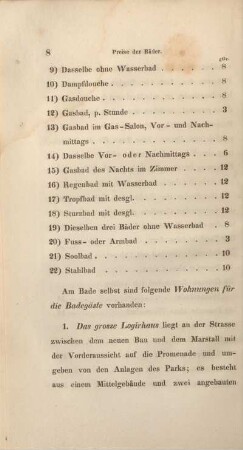 8 Preise der Bäder.
gGr.
9) Dasselbe ohne Wasserbad . . . . 8
10) Dampfdouche . . . . . . . 8
11) Gasdouche . . . . . . . . 8
12) Gasbad, p. Stunde . . . . . . 3
13) Gasbad im Gas-Salon, Vor- und Nach-
mittags . . . . . . . . . 8
14) Dasselbe Vor- oder Nachmittags . . 6
15) Gasbad des Nachts im Zimmer . . 12
16) Regenbad mit Wasserbad . . . . 12
17) Tropfbad mit desgl. . . . . . 12
18) Sturzbad mit desgl. . . . . . 12
19) Dieselben drei Bäder ohne Wasserbad . 8
20) Fuss- oder Armbad . . . . . . 3
21) Soolbad . . . . . . . . . 10
22) Stahlbad . . . . . . . . 10
Am Bade selbst sind folgende Wohnungen für
die Badegäste vorhanden:
1. Das grosse Logirhaus liegt an der Strasse
zwischen dem neuen Bau und dem Marstall mit
der Vorderaussicht auf die Promenade und um-
geben von den Anlagen des Parks; es besteht
aus einem Mittelgebäude und zwei angebauten